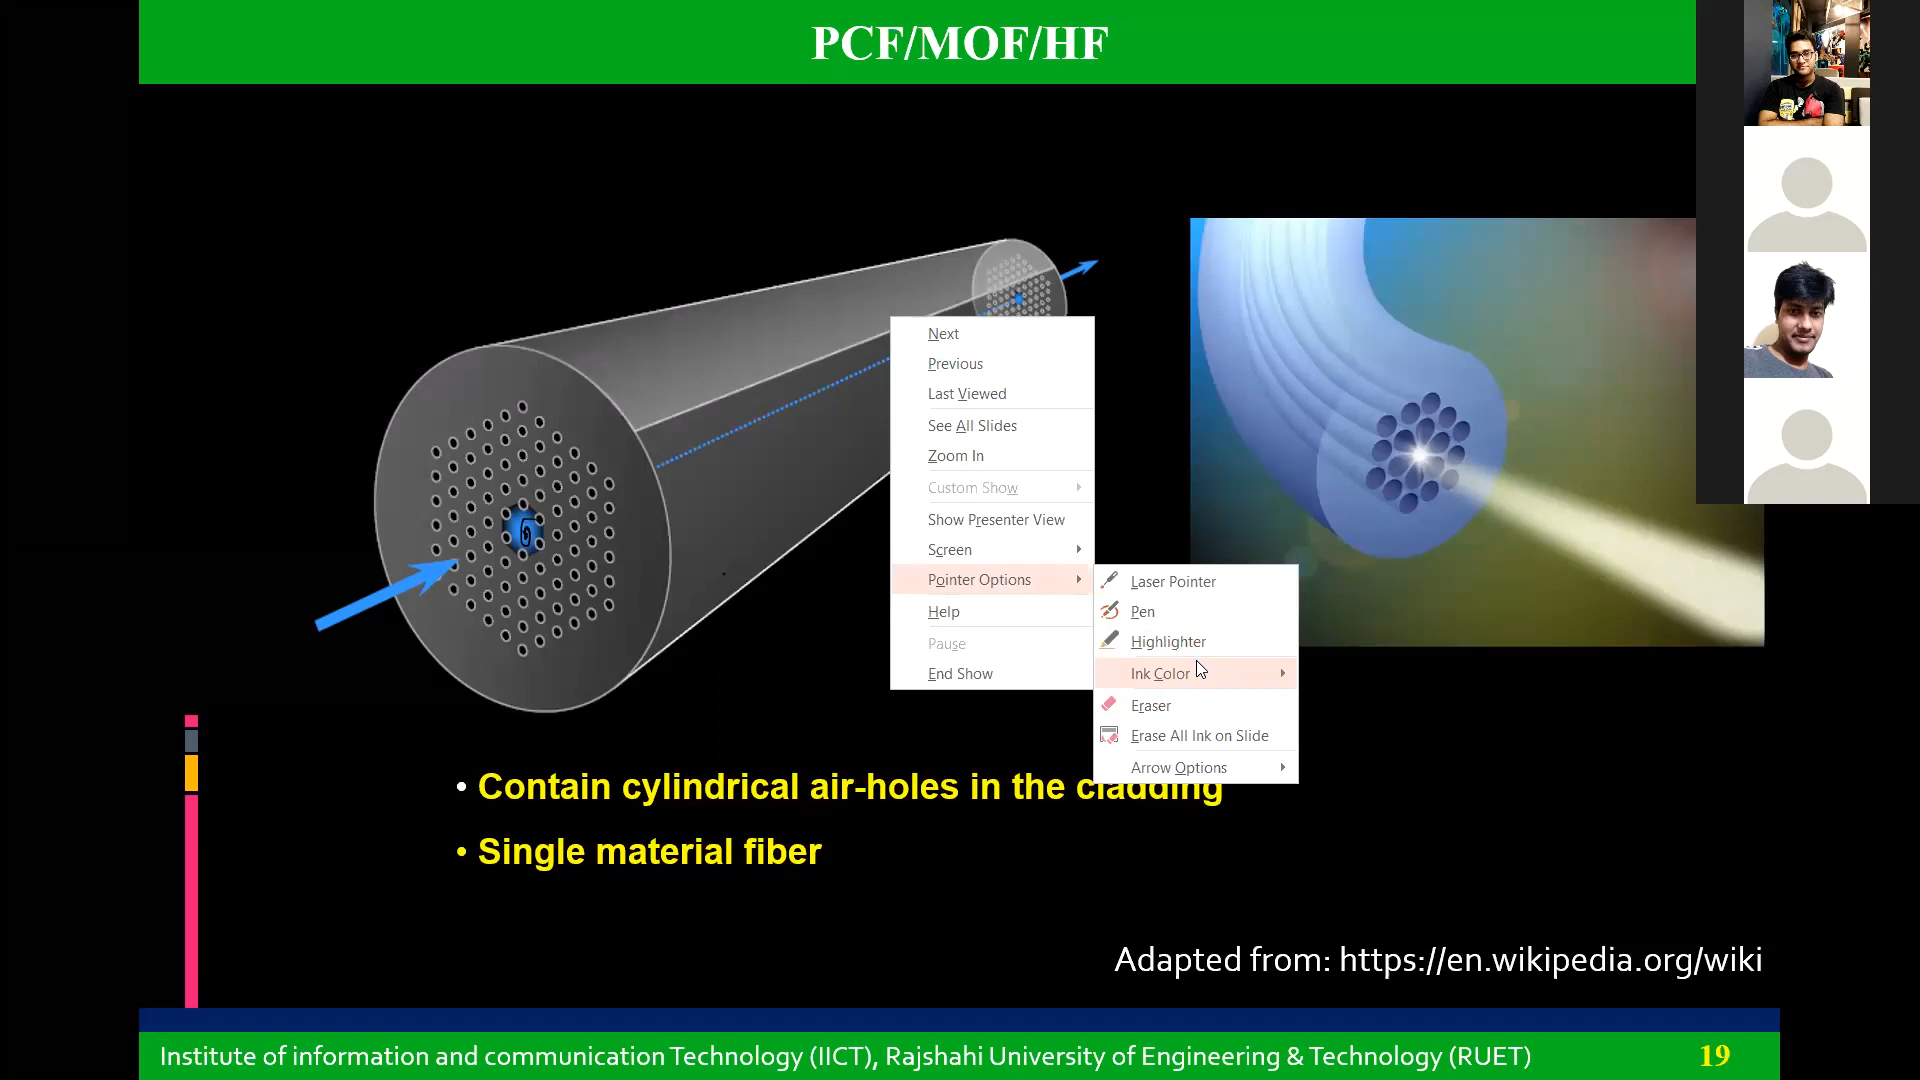 PCF/MOF/HF
Next
Previous
Last Viewed
See All Slides
Zoom In
Custom Show
Show Presenter View
Screen
Pointer Options
Help
Pause
End Show
Laser Pointer
Pen
Highlighter
Ink Color
Eraser
Erase All Ink on Slide
Arrow Options
• Contain cylindrical air-holes in the cladding
• Single material fiber
Adapted from: https://en.wikipedia.org/wiki
Institute of information and communication Technology (IICT), Rajshahi University of Engineering & Technology (RUET)
19